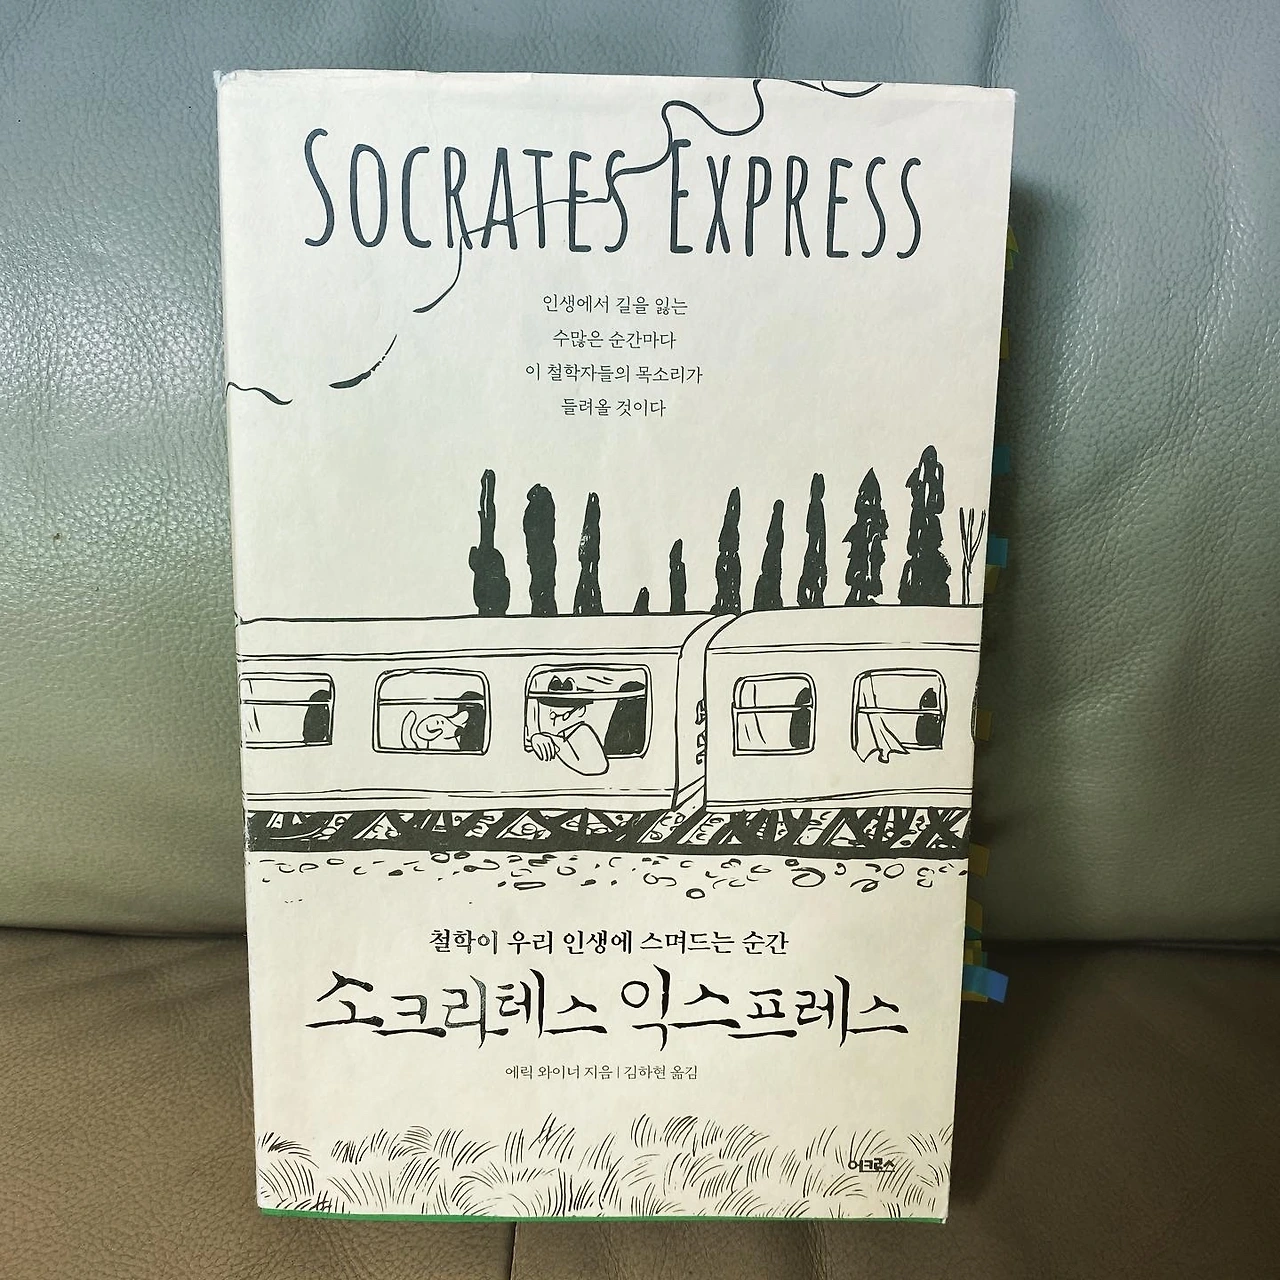 SOCRATES EXPRESS
인생에서 길을 잃는
수많은 순간마다
이 철학자들의 목소리가
들려올 것이다
철학이 우리 인생에 스며드는 순간
소크라테스 익스프레스
에릭 와이너 지음 | 김하현 옮김
어크로스